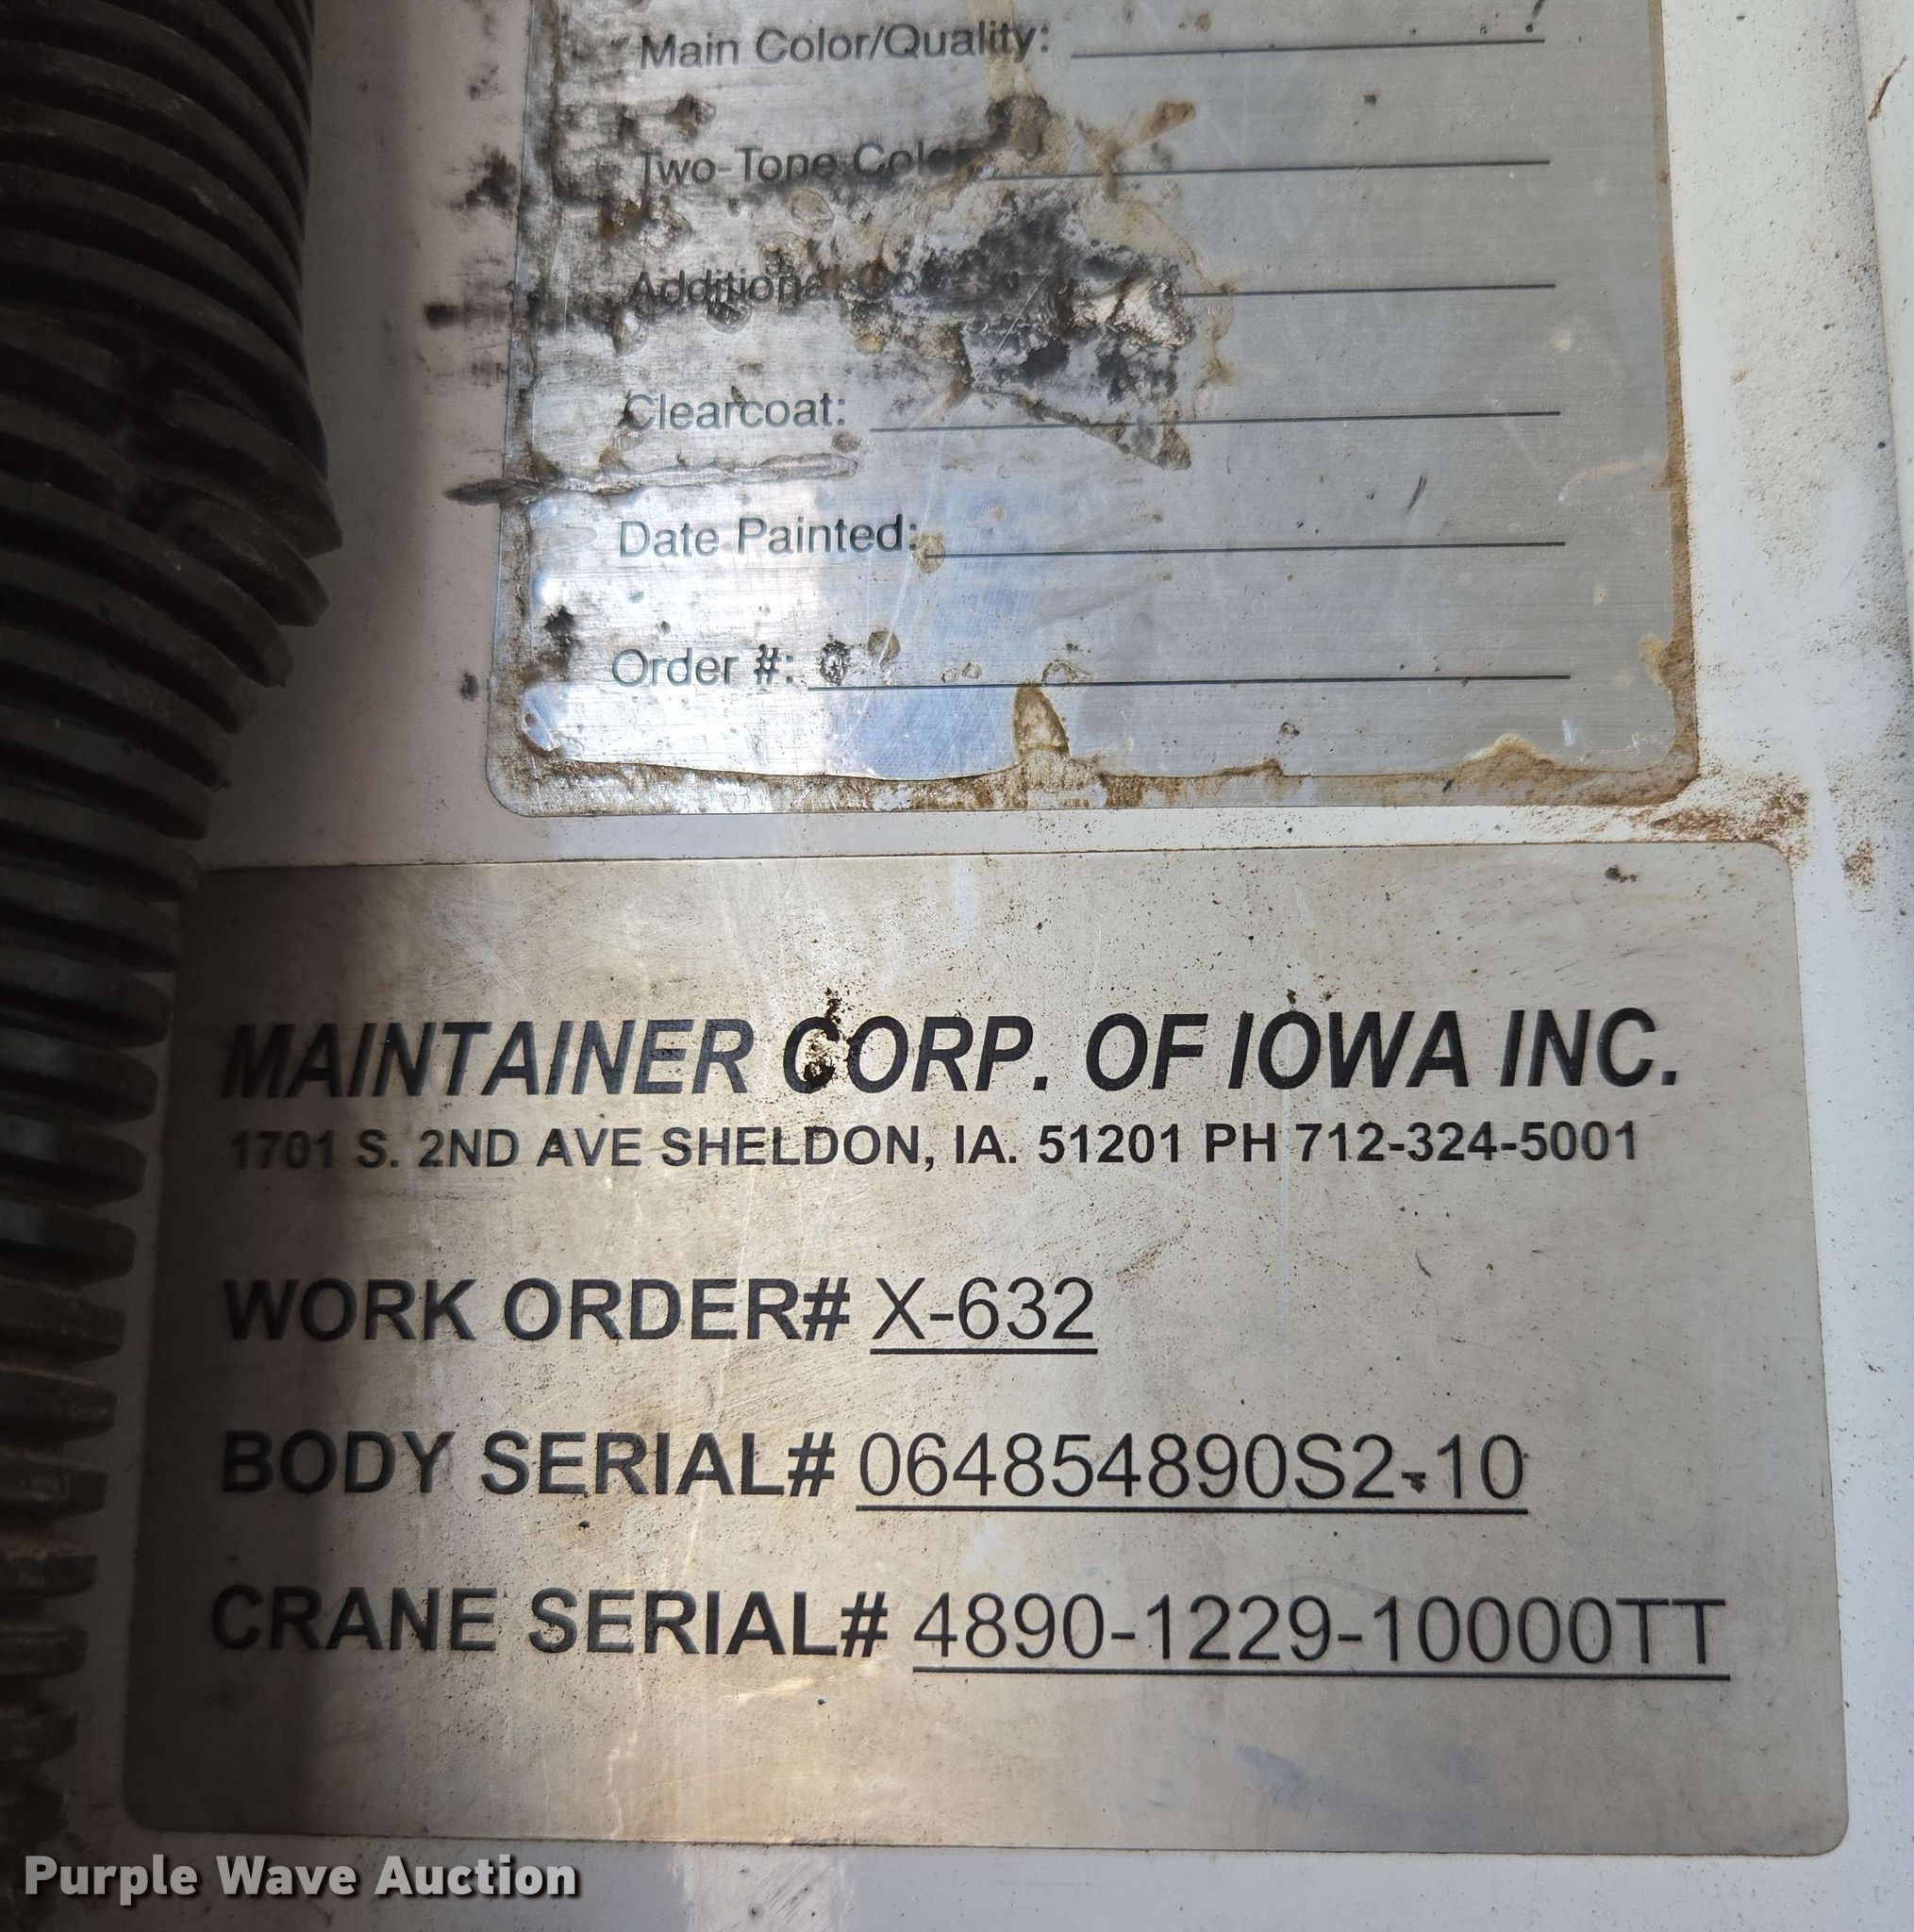 Main Color/Quality:
Two-Tone Color
Additional
Clearcoat:
Date Painted:
Order #:
MAINTAINER CORP. OF IOWA INC.
1701 S. 2ND AVE SHELDON, IA. 51201 PH 712-324-5001
WORK ORDER# X-632
BODY SERIAL# 064854890S2-10
CRANE SERIAL# 4890-1229-10000TT
Purple Wave Auction